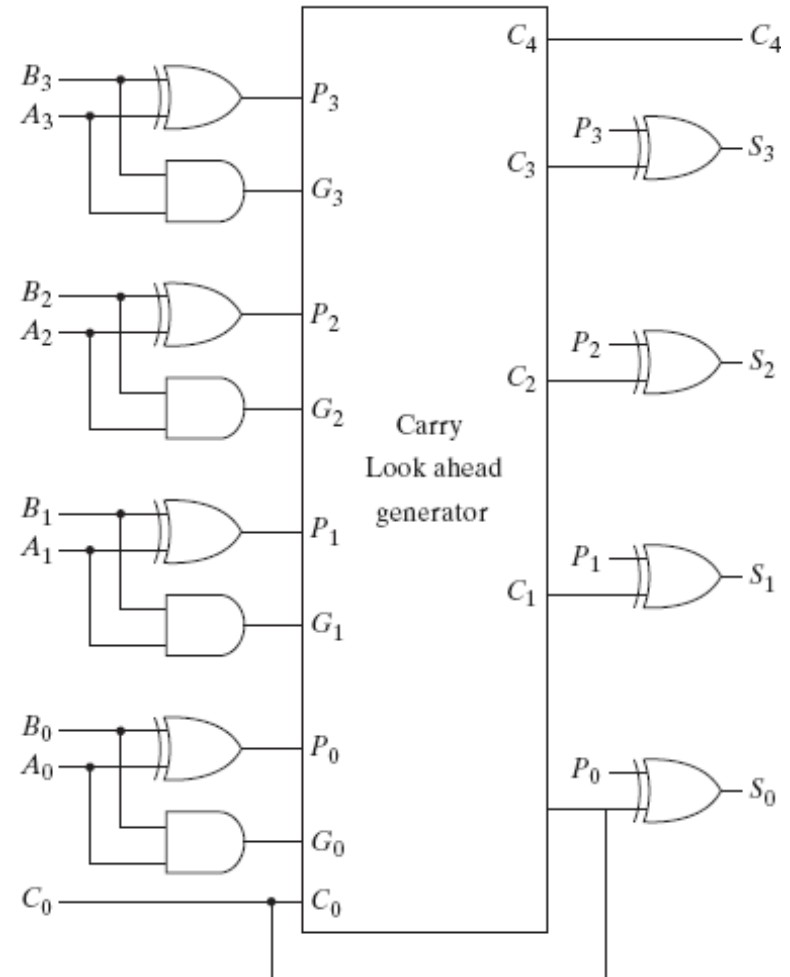 C₄ C₄
B₃
A₃ P₃ P₃ S₃
C₃
G₃
B₂
A₂ P₂ P₂ S₂
C₂
G₂
Carry
Look ahead
generator
B₁
A₁ P₁ P₁ S₁
C₁
G₁
B₀
A₀ P₀ P₀ S₀
G₀
C₀ C₀